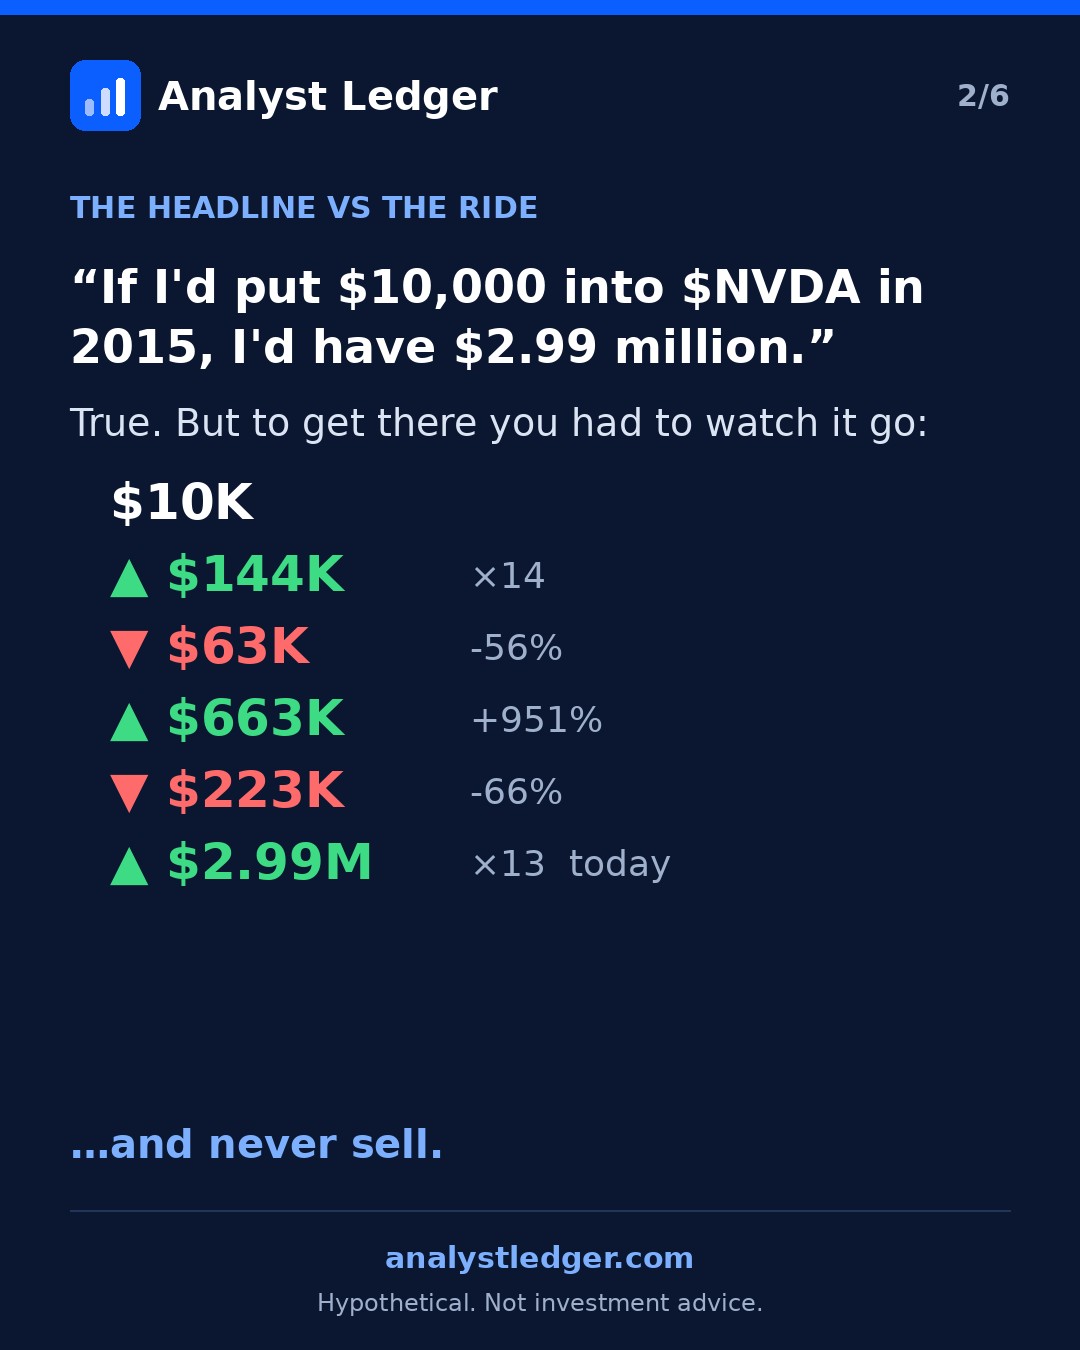 Analyst Ledger
2/6
THE HEADLINE VS THE RIDE
“If I'd put $10,000 into $NVDA in
2015, I'd have $2.99 million.”
True. But to get there you had to watch it go:
$10K
▲ $144K ×14
▼ $63K -56%
▲ $663K +951%
▼ $223K -66%
▲ $2.99M ×13 today
…and never sell.
analystledger.com
Hypothetical. Not investment advice.